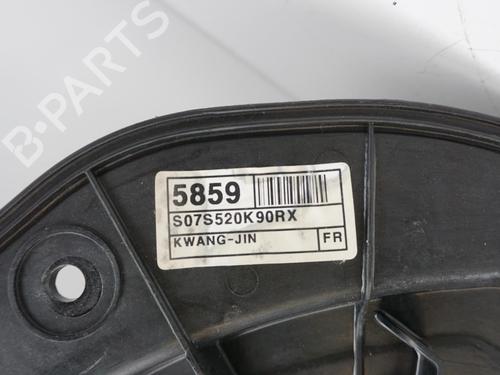 B-PARTS
5859
S07S520K90RX
KWANG-JIN
FR